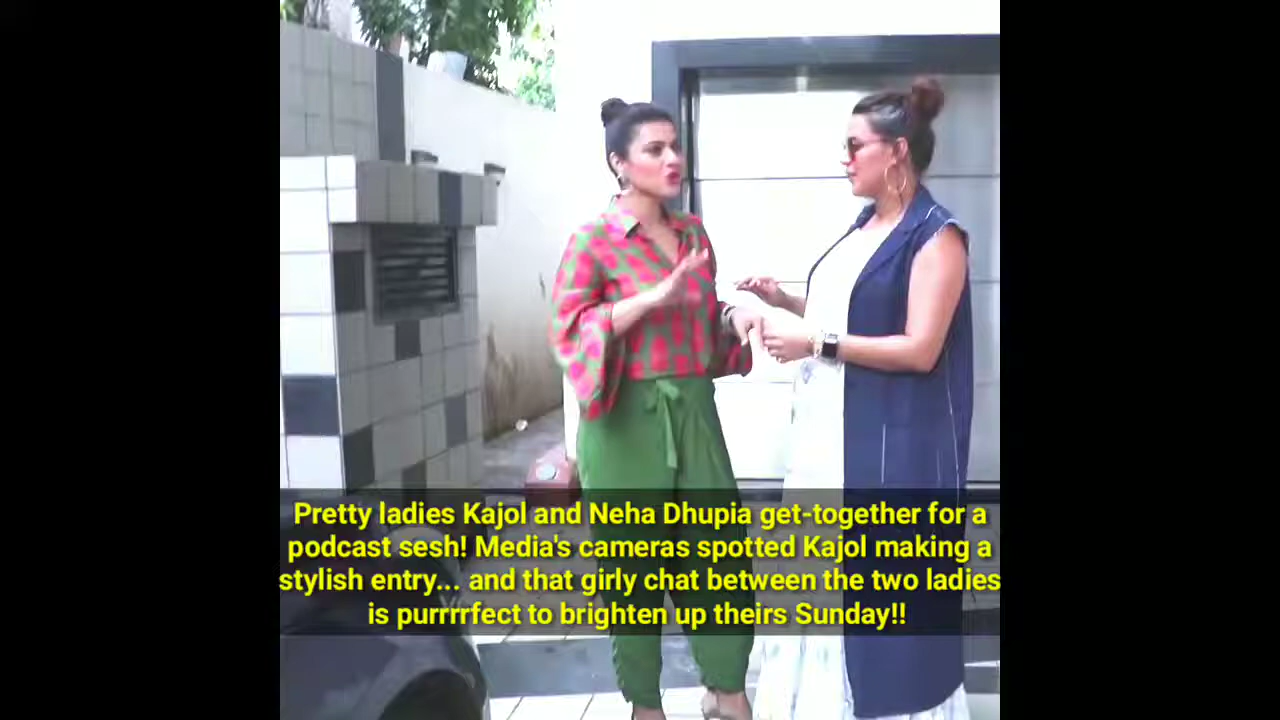 Pretty ladies Kajol and Neha Dhupia get-together for a
podcast sesh! Media's cameras spotted Kajol making a
stylish entry... and that girly chat between the two ladies
is purrrrfect to brighten up theirs Sunday!!